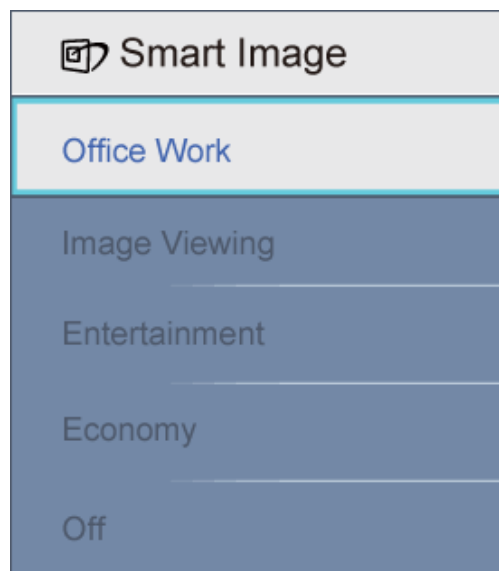 Smart Image
Office Work
Image Viewing
Entertainment
Economy
Off